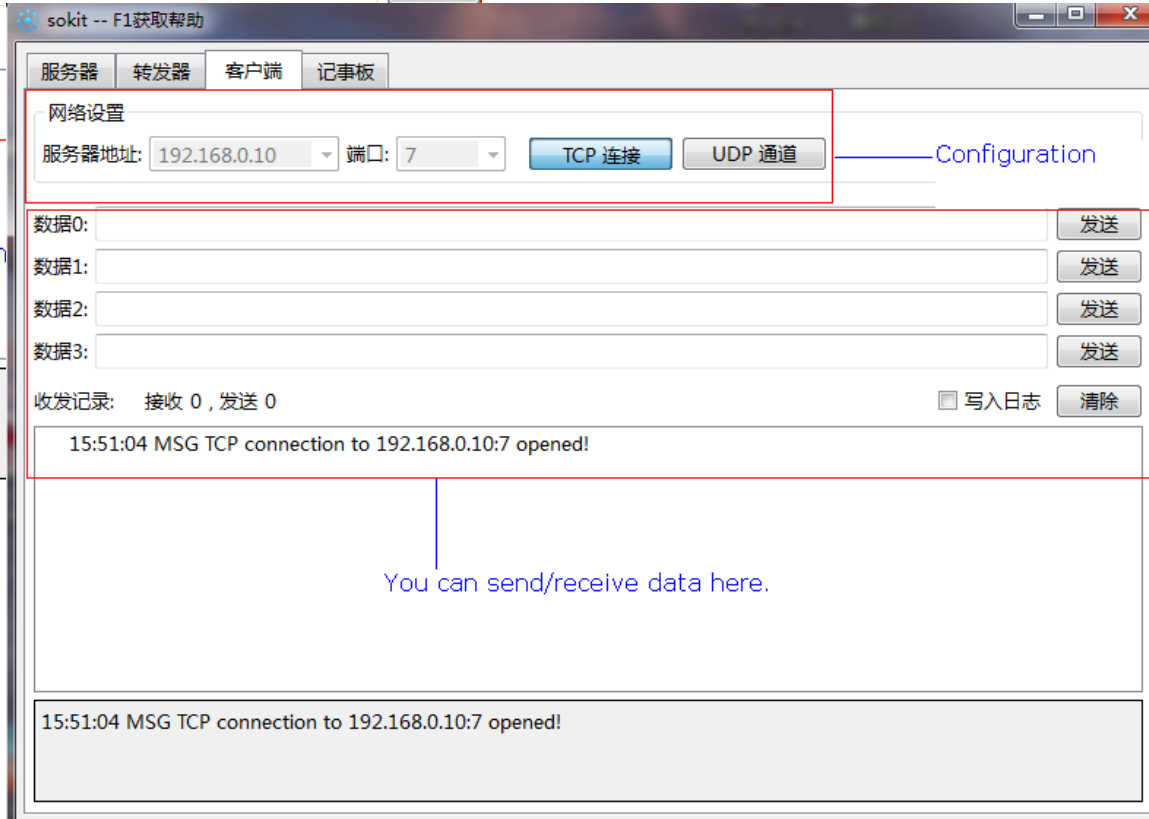 sokit -- F1获取帮助
服务器 转发器 客户端 记事板
网络设置
服务器地址: 192.168.0.10 端口: 7 TCP 连接 UDP 通道 Configuration
数据0: 发送
数据1: 发送
数据2: 发送
数据3: 发送
收发记录: 接收 0 , 发送 0 写入日志 清除
15:51:04 MSG TCP connection to 192.168.0.10:7 opened!
You can send/receive data here.
15:51:04 MSG TCP connection to 192.168.0.10:7 opened!